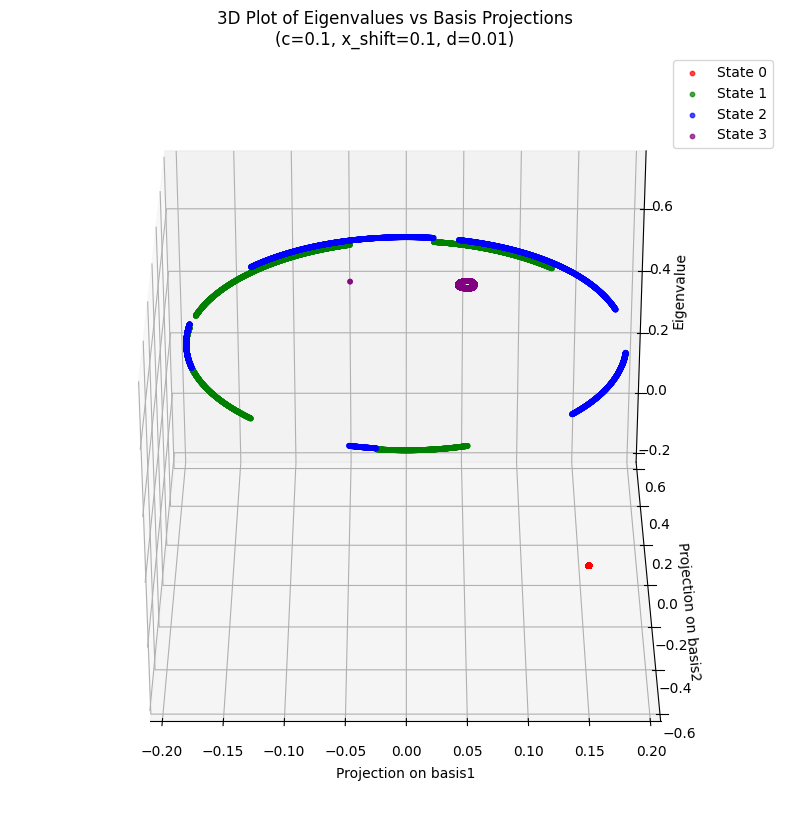 3D Plot of Eigenvalues vs Basis Projections
(c=0.1, x_shift=0.1, d=0.01)
State 0
State 1
State 2
State 3
0.6
0.4
0.2
0.0
−0.2
Eigenvalue
0.6
0.4
0.2
0.0
−0.2
−0.4
−0.6
Projection on basis2
−0.20 −0.15 −0.10 −0.05 0.00 0.05 0.10 0.15 0.20
Projection on basis1